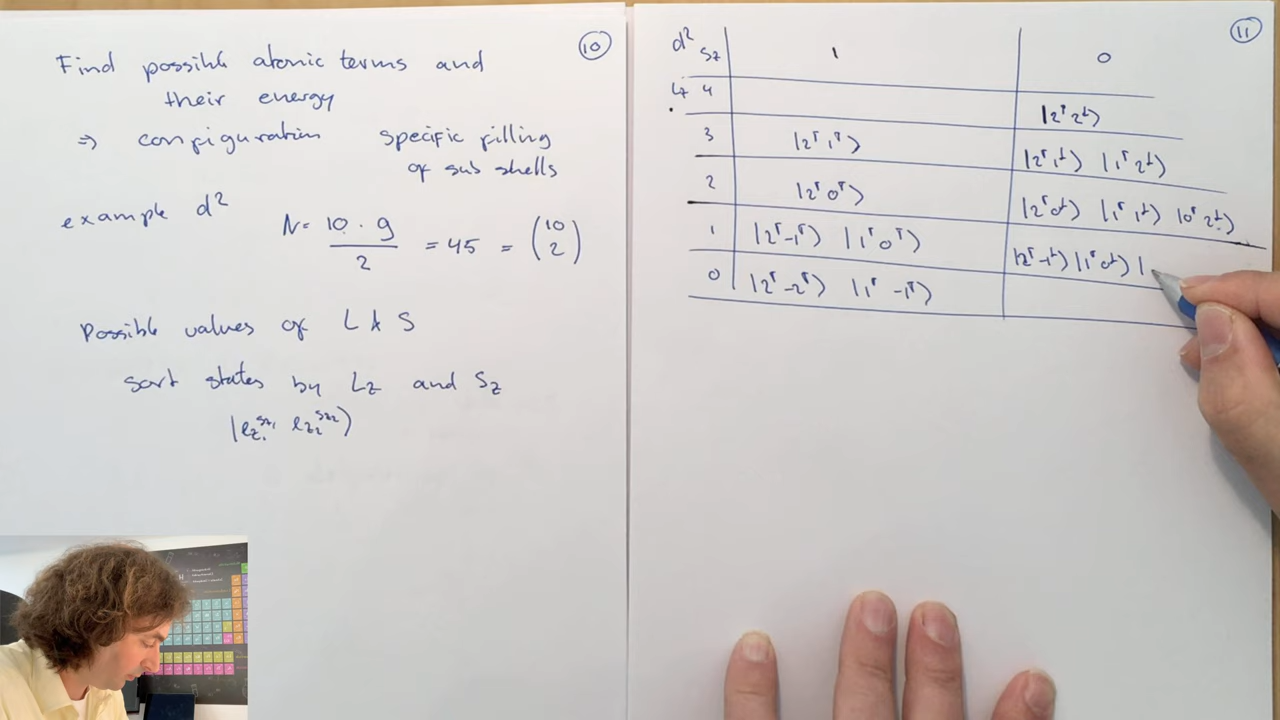 10
Find possible atomic terms and
their energy
⇒ configuration specific filling
of sub shells
example d²
N = 10 · 9 / 2 = 45 = (10 2)
Possible values of L & S
sort states by Lz and Sz
|lz₁^sz₁ lz₂^sz₂⟩
11
d² Sz 1 0
Lz 4 |2↑ 2↓⟩
3 |2↑ 1↑⟩ |2↑ 1↓⟩ |1↑ 2↓⟩
2 |2↑ 0↑⟩ |2↑ 0↓⟩ |1↑ 1↓⟩ |0↑ 2↓⟩
1 |2↑ -1↑⟩ |1↑ 0↑⟩ |2↑ -1↓⟩ |1↑ 0↓⟩ |
0 |2↑ -2↑⟩ |1↑ -1↑⟩